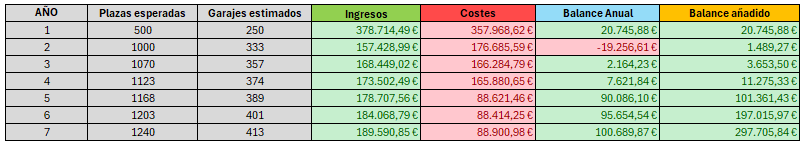 AÑO Plazas esperadas Garajes estimados Ingresos Costes Balance Anual Balance añadido
1 500 250 378.714,49 € 357.968,62 € 20.745,88 € 20.745,88 €
2 1000 333 157.428,99 € 176.685,59 € -19.256,61 € 1.489,27 €
3 1070 357 168.449,02 € 166.284,79 € 2.164,23 € 3.653,50 €
4 1123 374 173.502,49 € 165.880,65 € 7.621,84 € 11.275,33 €
5 1168 389 178.707,56 € 88.621,46 € 90.086,10 € 101.361,43 €
6 1203 401 184.068,79 € 88.414,25 € 95.654,54 € 197.015,97 €
7 1240 413 189.590,85 € 88.900,98 € 100.689,87 € 297.705,84 €